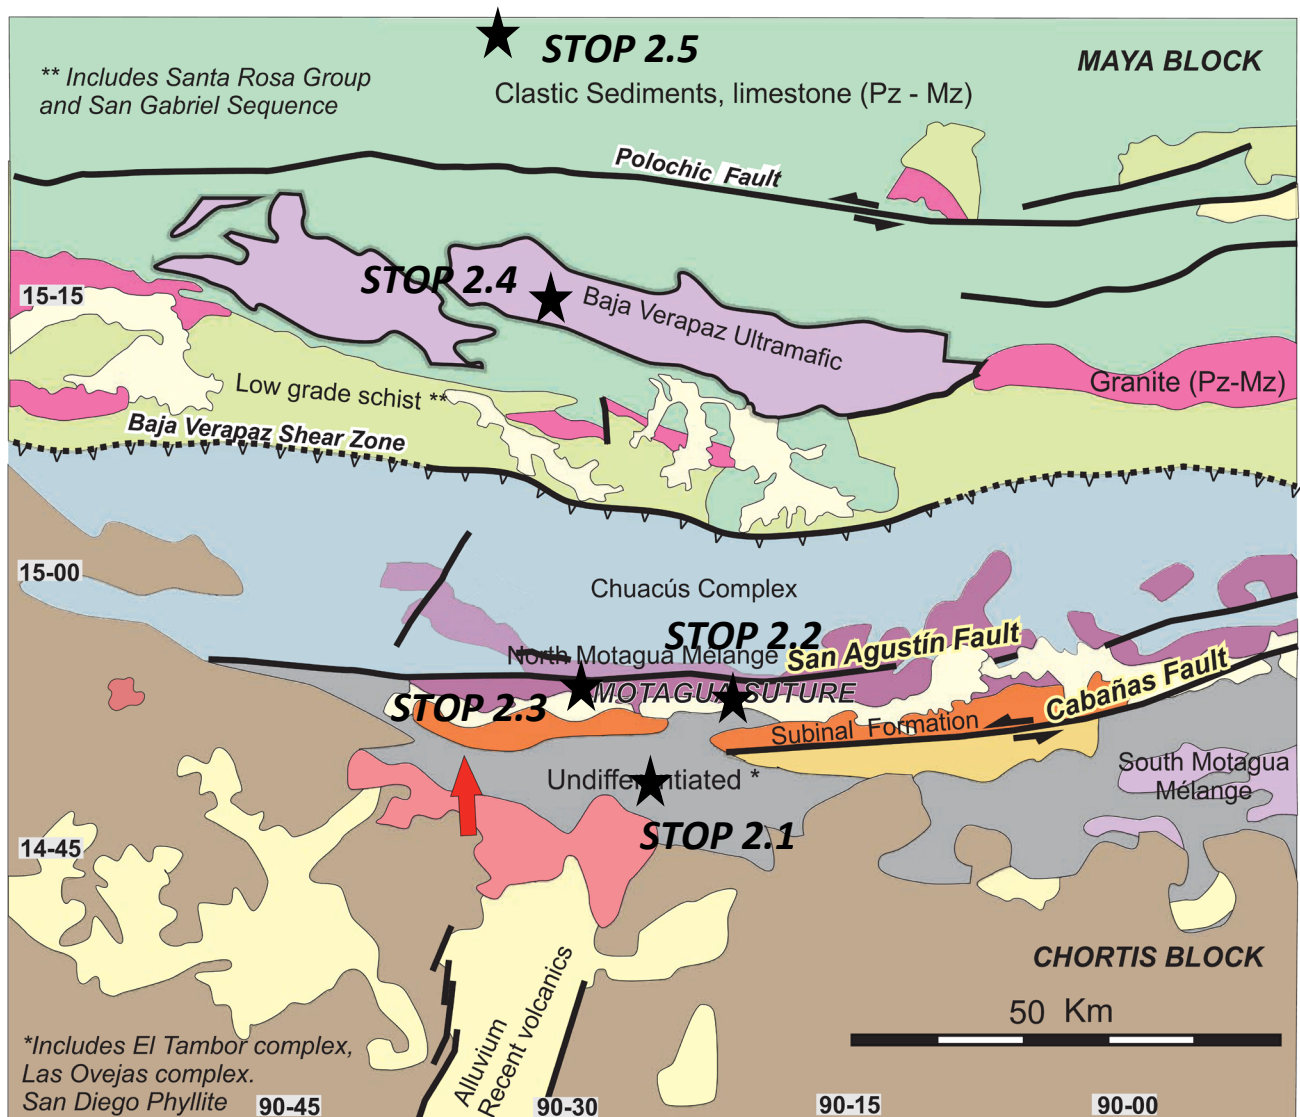 STOP 2.5
** Includes Santa Rosa Group
and San Gabriel Sequence
MAYA BLOCK
Clastic Sediments, limestone (Pz - Mz)
Polochic Fault
STOP 2.4
15-15
Baja Verapaz Ultramafic
Granite (Pz-Mz)
Low grade schist **
Baja Verapaz Shear Zone
15-00
Chuacús Complex
STOP 2.2
North Motagua Mélange
San Agustín Fault
MOTAGUA SUTURE
STOP 2.3
Cabañas Fault
Subinal Formation
Undifferentiated *
South Motagua
Mélange
STOP 2.1
14-45
CHORTIS BLOCK
50 Km
Alluvium
Recent volcanics
*Includes El Tambor complex,
Las Ovejas complex.
San Diego Phyllite
90-45
90-30
90-15
90-00